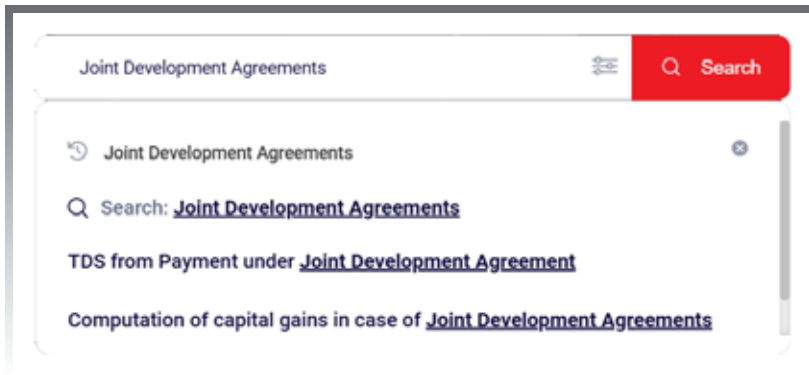 Joint Development Agreements
Search
Joint Development Agreements
Search: Joint Development Agreements
TDS from Payment under Joint Development Agreement
Computation of capital gains in case of Joint Development Agreements